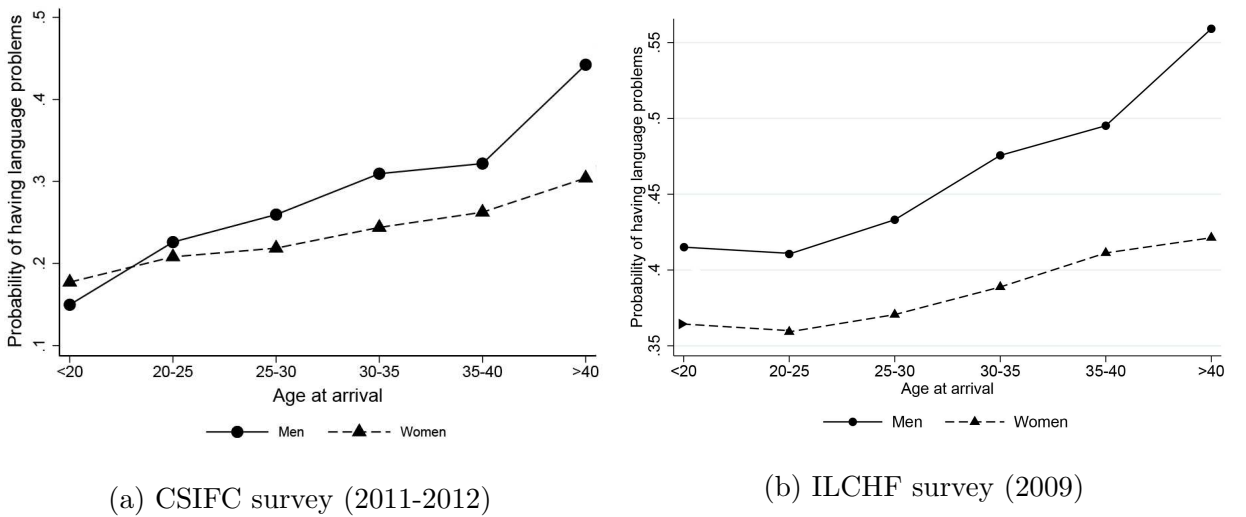 Probability of having language problems
.5
.4
.3
.2
.1
<20 20-25 25-30 30-35 35-40 >40
Age at arrival
Men Women
(a) CSIFC survey (2011-2012)
Probability of having language problems
.55
.5
.45
.4
.35
<20 20-25 25-30 30-35 35-40 >40
Age at arrival
Men Women
(b) ILCHF survey (2009)